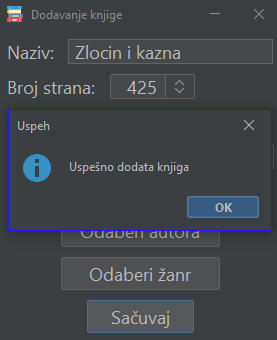 Dodavanje knjige
Naziv: Zlocin i kazna
Broj strana: 425
Uspeh
Uspešno dodata knjiga
OK
Odaberi autora
Odaberi žanr
Sačuvaj